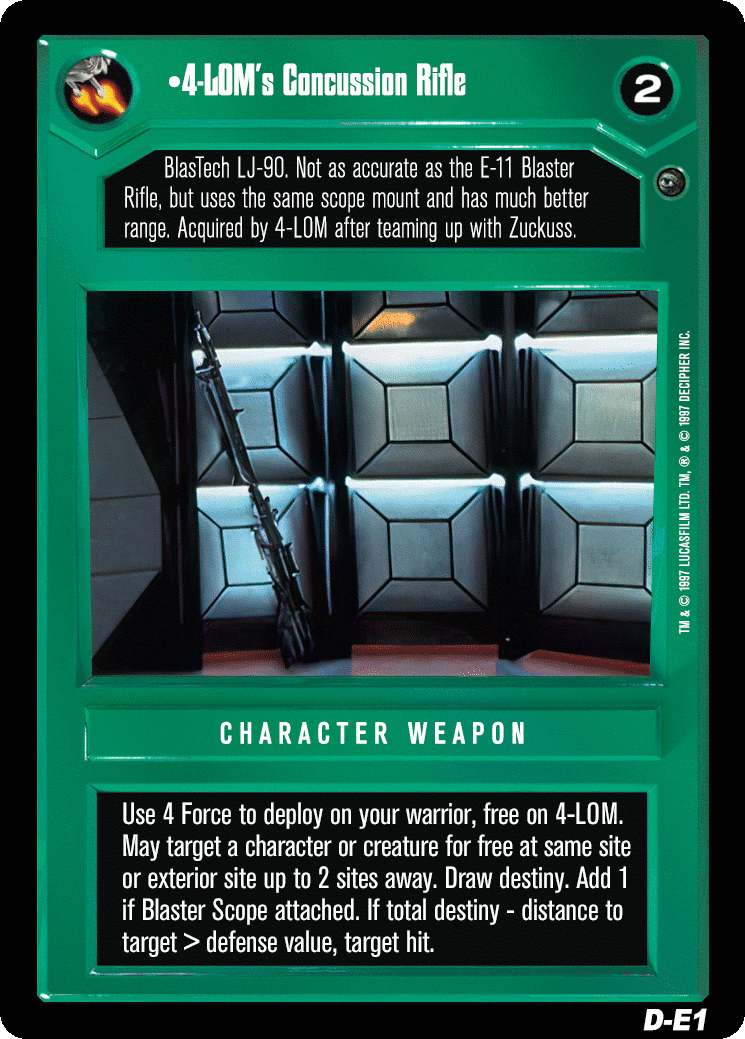 •4-LOM's Concussion Rifle
2
BlasTech LJ-90. Not as accurate as the E-11 Blaster
Rifle, but uses the same scope mount and has much better
range. Acquired by 4-LOM after teaming up with Zuckuss.
TM & © 1997 LUCASFILM LTD. TM, ® & © 1997 DECIPHER INC.
CHARACTER WEAPON
Use 4 Force to deploy on your warrior, free on 4-LOM.
May target a character or creature for free at same site
or exterior site up to 2 sites away. Draw destiny. Add 1
if Blaster Scope attached. If total destiny - distance to
target > defense value, target hit.
D-E1